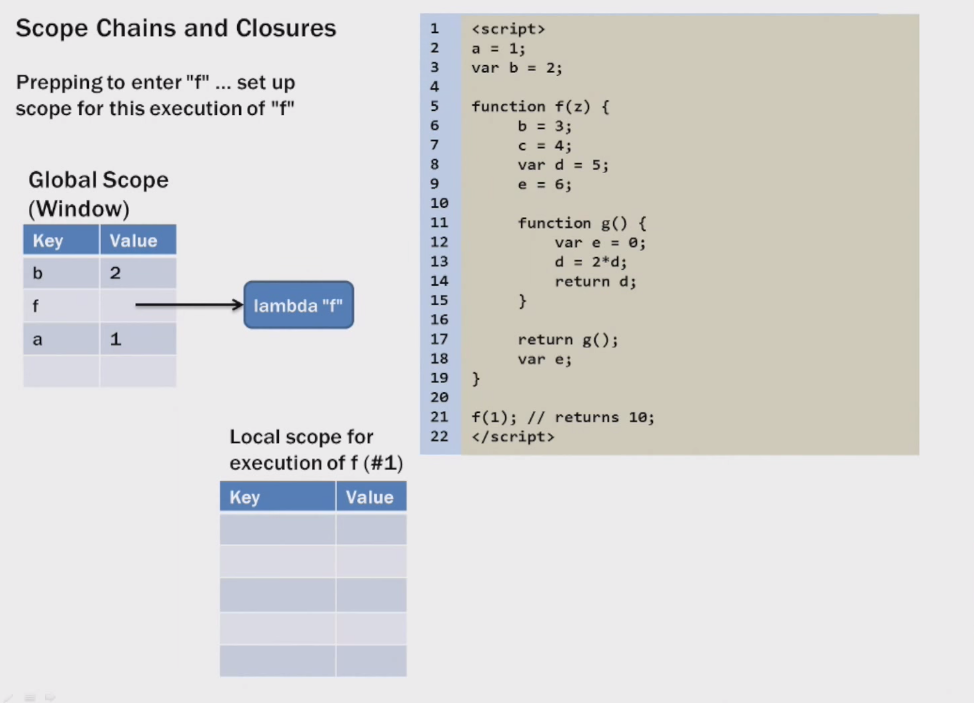 Scope Chains and Closures
Prepping to enter "f" ... set up
scope for this execution of "f"
Global Scope
(Window)
Key Value
b 2
f
lambda "f"
a 1
Local scope for
execution of f (#1)
Key Value
1 <script>
2 a = 1;
3 var b = 2;
4
5 function f(z) {
6 b = 3;
7 c = 4;
8 var d = 5;
9 e = 6;
10
11 function g() {
12 var e = 0;
13 d = 2*d;
14 return d;
15 }
16
17 return g();
18 var e;
19 }
20
21 f(1); // returns 10;
22 </script>